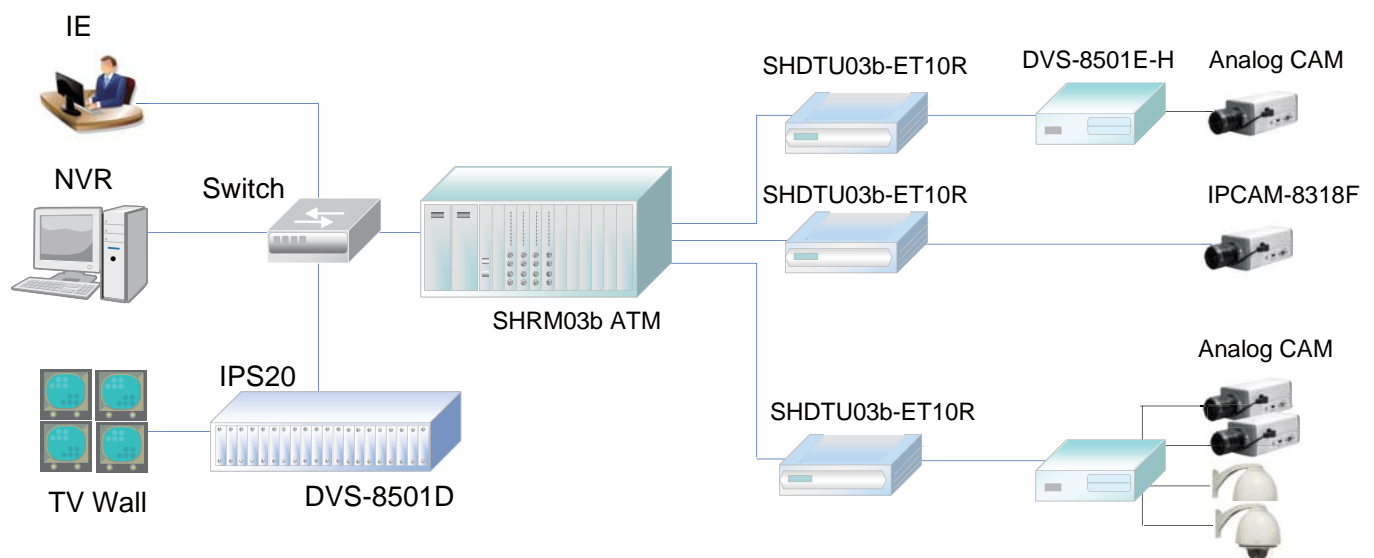 IE
NVR
Switch
SHRM03b ATM
IPS20
DVS-8501D
TV Wall
SHDTU03b-ET10R
DVS-8501E-H
Analog CAM
SHDTU03b-ET10R
IPCAM-8318F
SHDTU03b-ET10R
Analog CAM